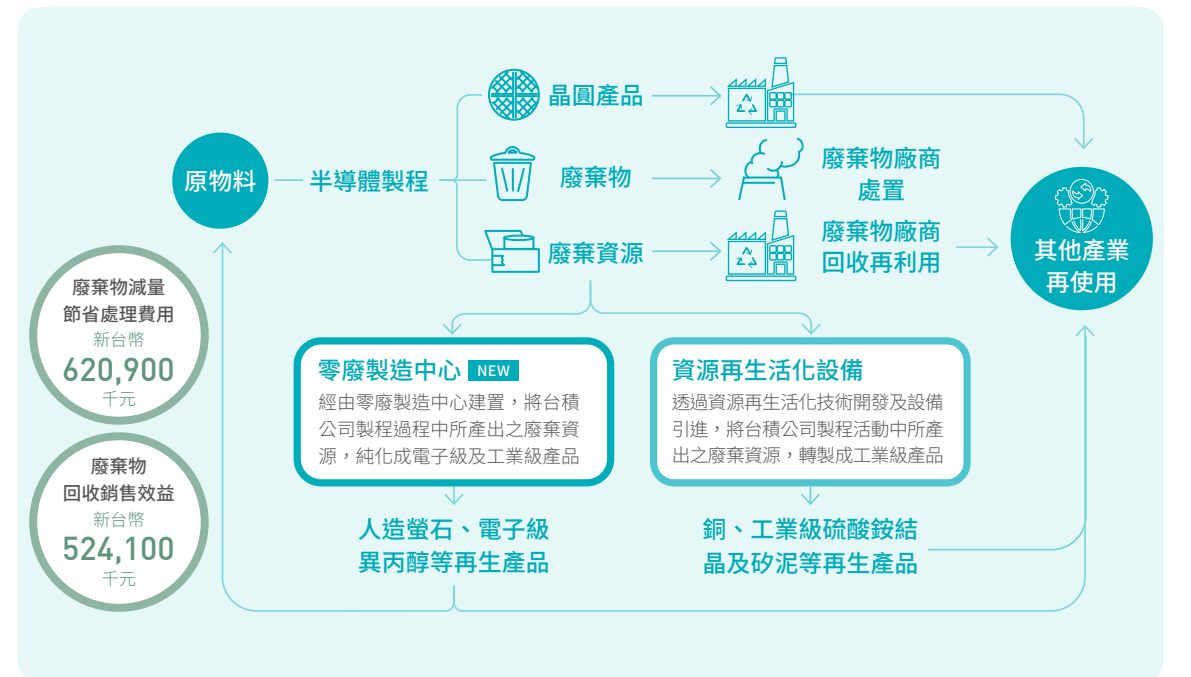 原物料
半導體製程
晶圓產品
廢棄物
廢棄物廠商
處置
廢棄資源
廢棄物廠商
回收再利用
其他產業
再使用
廢棄物減量
節省處理費用
新台幣
620,900
千元
廢棄物
回收銷售效益
新台幣
524,100
千元
零廢製造中心 NEW
經由零廢製造中心建置，將台積
公司製程過程中所產出之廢棄資
源，純化成電子級及工業級產品
人造螢石、電子級
異丙醇等再生產品
資源再生活化設備
透過資源再生活化技術開發及設備
引進，將台積公司製程活動中所產
出之廢棄資源，轉製成工業級產品
銅、工業級硫酸銨結
晶及矽泥等再生產品